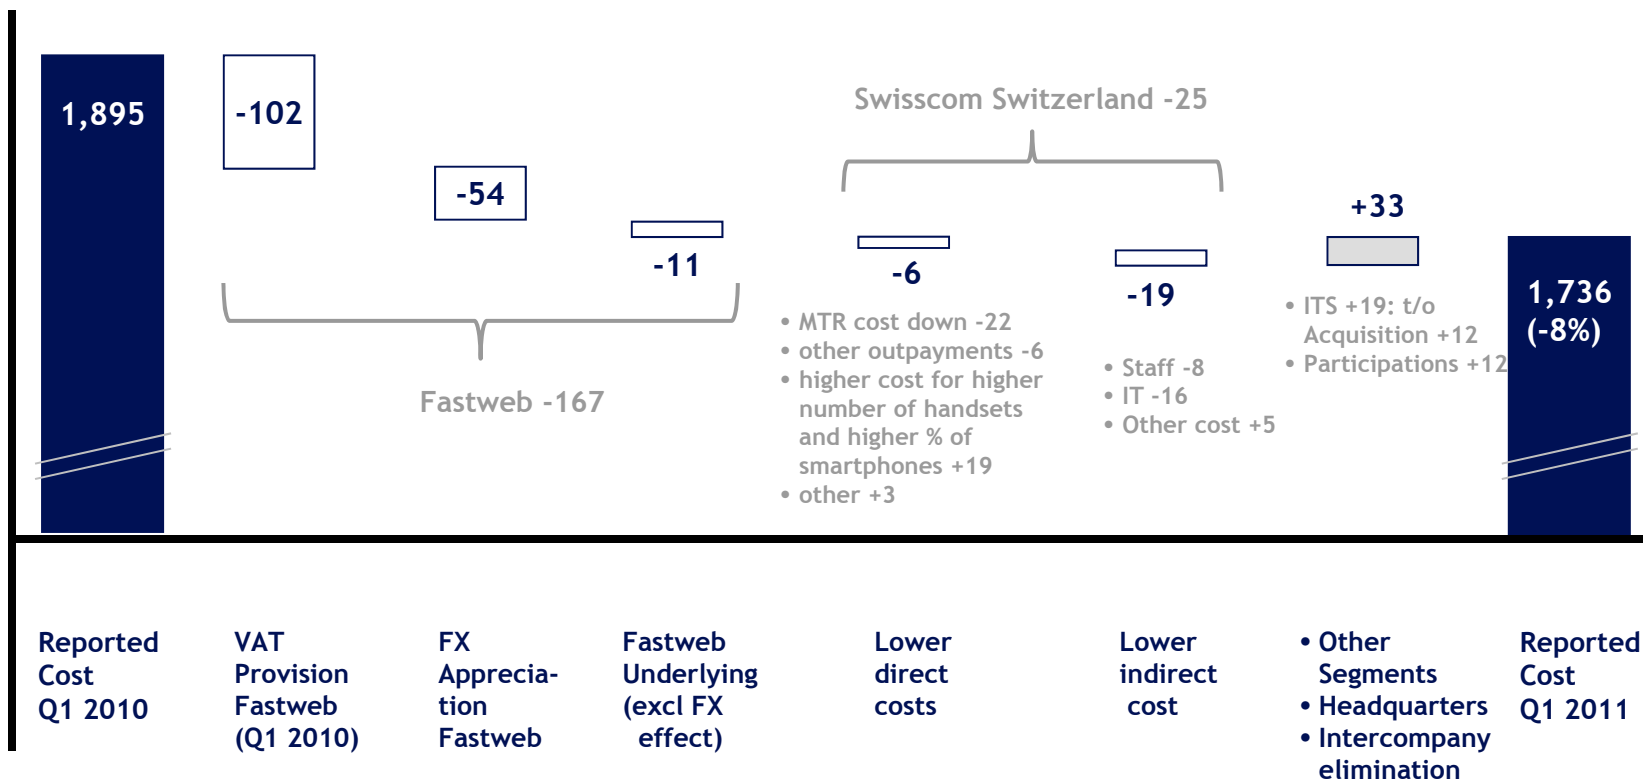 1,895
-102
-54
-11
Fastweb -167
Swisscom Switzerland -25
-6
• MTR cost down -22
• other outpayments -6
• higher cost for higher
number of handsets
and higher % of
smartphones +19
• other +3
-19
• Staff -8
• IT -16
• Other cost +5
+33
• ITS +19: t/o
Acquisition +12
• Participations +12
1,736
(-8%)
Reported
Cost
Q1 2010
VAT
Provision
Fastweb
(Q1 2010)
FX
Apprecia-
tion
Fastweb
Fastweb
Underlying
(excl FX
effect)
Lower
direct
costs
Lower
indirect
cost
• Other
Segments
• Headquarters
• Intercompany
elimination
Reported
Cost
Q1 2011